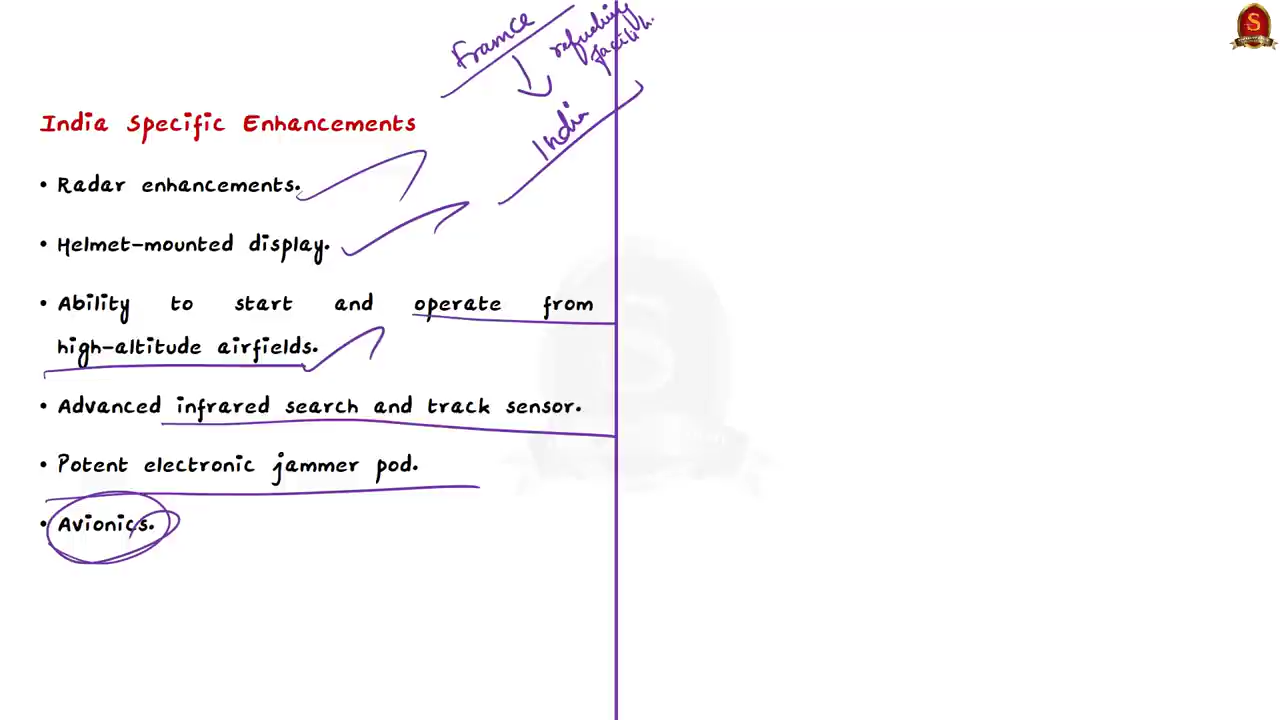 France
refueling
India
India Specific Enhancements
• Radar enhancements.
• Helmet-mounted display.
• Ability to start and operate from
high-altitude airfields.
• Advanced infrared search and track sensor.
• Potent electronic jammer pod.
• Avionics.